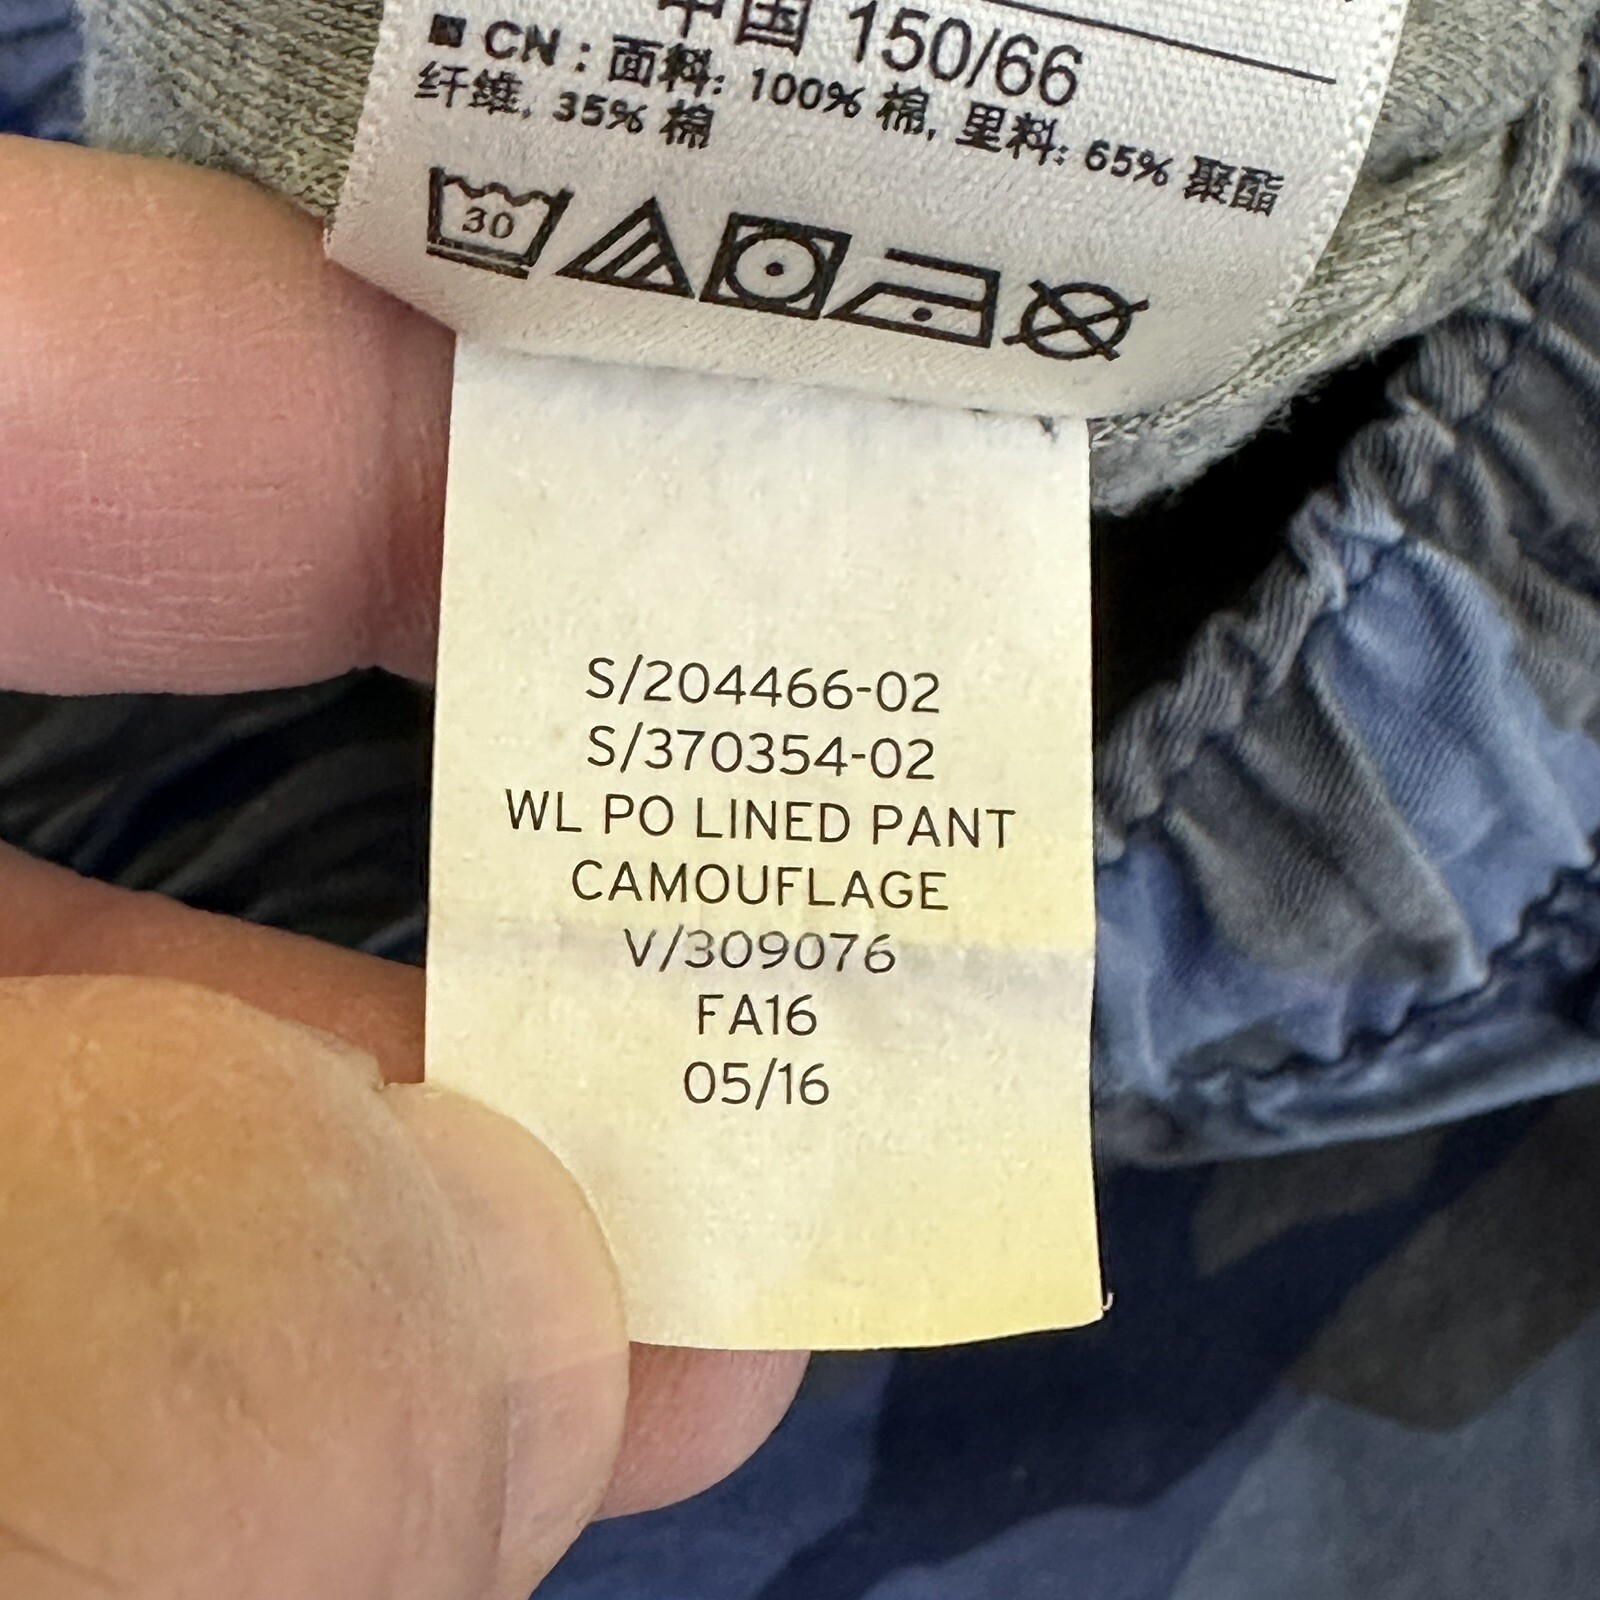 中国 150/66
■ CN : 面料: 100% 棉, 里料: 65% 聚酯
纤维, 35% 棉
30
S/204466-02
S/370354-02
WL PO LINED PANT
CAMOUFLAGE
V/309076
FA16
05/16